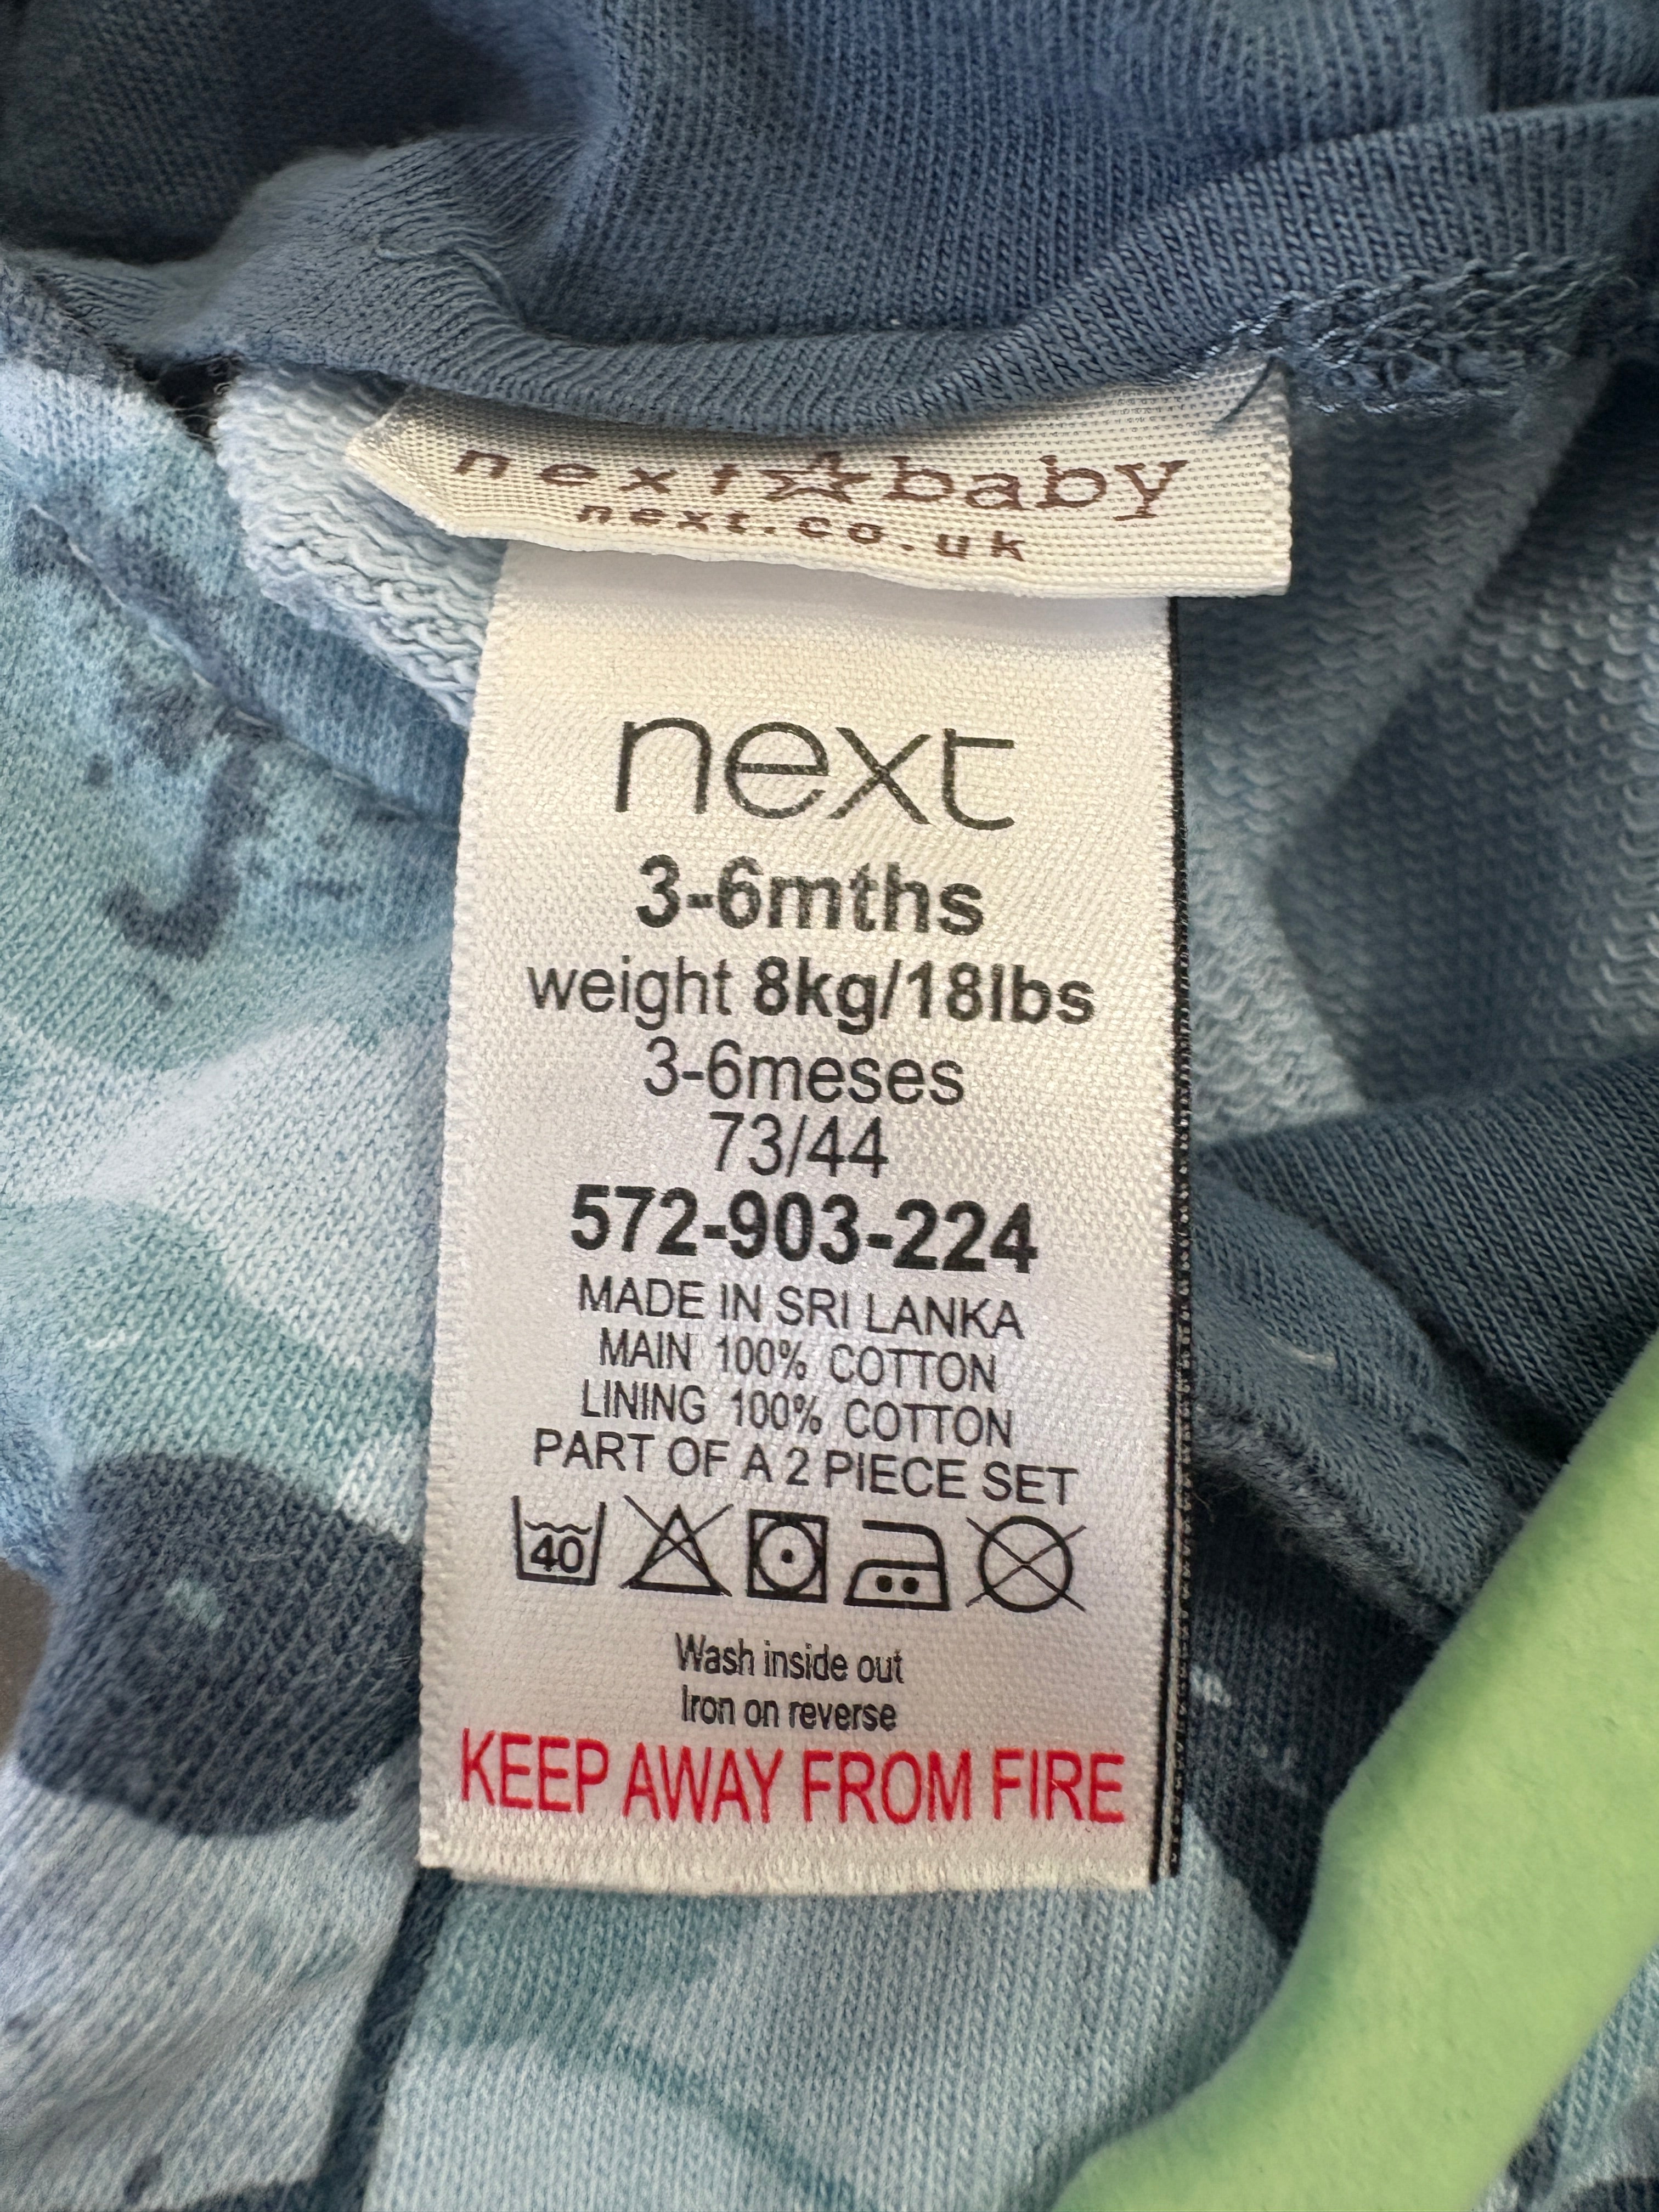 next☆baby
next.co.uk
next
3-6mths
weight 8kg/18lbs
3-6meses
73/44
572-903-224
MADE IN SRI LANKA
MAIN 100% COTTON
LINING 100% COTTON
PART OF A 2 PIECE SET
40
Wash inside out
Iron on reverse
KEEP AWAY FROM FIRE